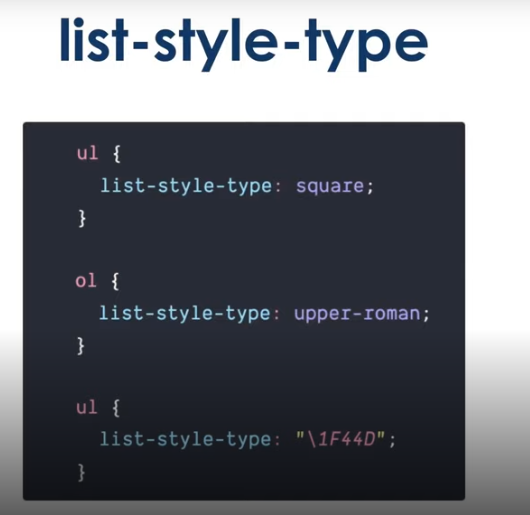 list-style-type
ul {
list-style-type: square;
}
ol {
list-style-type: upper-roman;
}
ul {
list-style-type: "\1F44D";
}